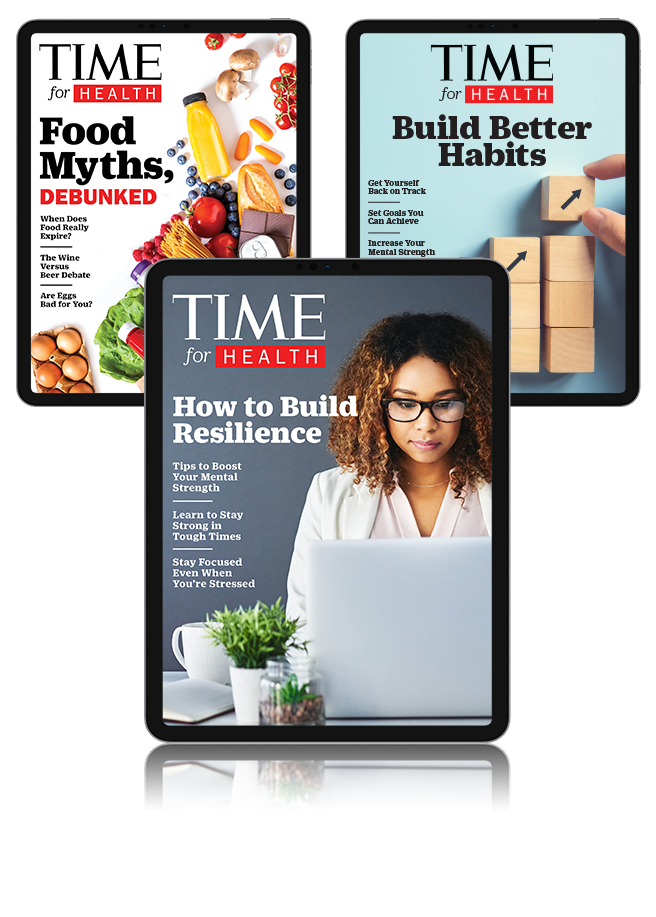 TIME
for HEALTH
Food
Myths,
DEBUNKED
When Does
Food Really
Expire?
The Wine
Versus
Beer Debate
Are Eggs
Bad for You?
TIME
for HEALTH
Build Better
Habits
Get Yourself
Back on Track
Set Goals You
Can Achieve
Increase Your
Mental Strength
TIME
for HEALTH
How to Build
Resilience
Tips to Boost
Your Mental
Strength
Learn to Stay
Strong in
Tough Times
Stay Focused
Even When
You're Stressed